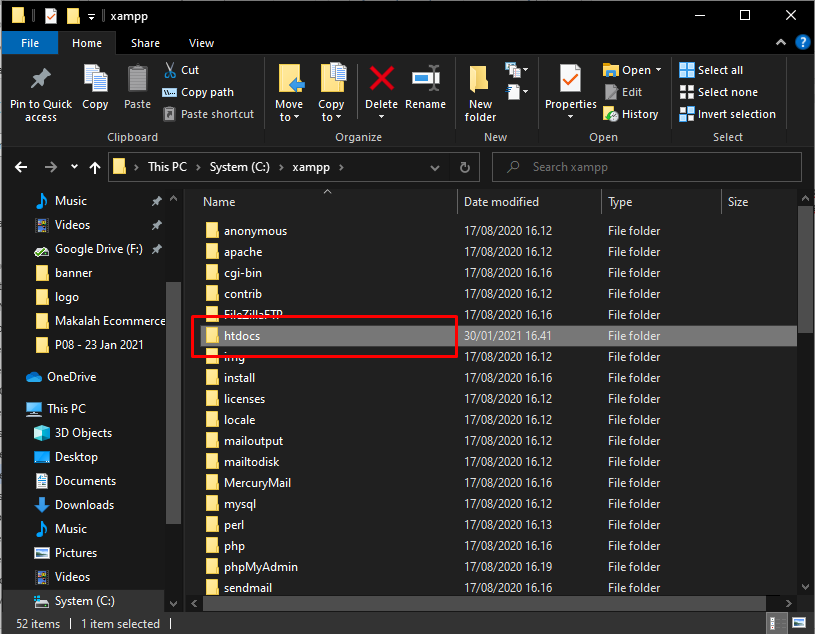 xampp
File Home Share View
Pin to Quick access
Copy
Paste
Cut
Copy path
Paste shortcut
Clipboard
Move to
Copy to
Delete
Rename
Organize
New folder
New
Properties
Open
Edit
History
Open
Select all
Select none
Invert selection
Select
This PC > System (C:) > xampp >
Search xampp
Music
Videos
Google Drive (F:)
banner
logo
Makalah Ecommerce
P08 - 23 Jan 2021
OneDrive
This PC
3D Objects
Desktop
Documents
Downloads
Music
Pictures
Videos
System (C:)
Name Date modified Type Size
anonymous 17/08/2020 16.12 File folder
apache 17/08/2020 16.12 File folder
cgi-bin 17/08/2020 16.16 File folder
contrib 17/08/2020 16.12 File folder
FileZillaFTP 17/08/2020 16.16 File folder
htdocs 30/01/2021 16.41 File folder
img 17/08/2020 16.12 File folder
install 17/08/2020 16.16 File folder
licenses 17/08/2020 16.12 File folder
locale 17/08/2020 16.12 File folder
mailoutput 17/08/2020 16.12 File folder
mailtodisk 17/08/2020 16.12 File folder
MercuryMail 17/08/2020 16.16 File folder
mysql 17/08/2020 16.12 File folder
perl 17/08/2020 16.13 File folder
php 17/08/2020 16.16 File folder
phpMyAdmin 17/08/2020 16.19 File folder
sendmail 17/08/2020 16.16 File folder
52 items 1 item selected